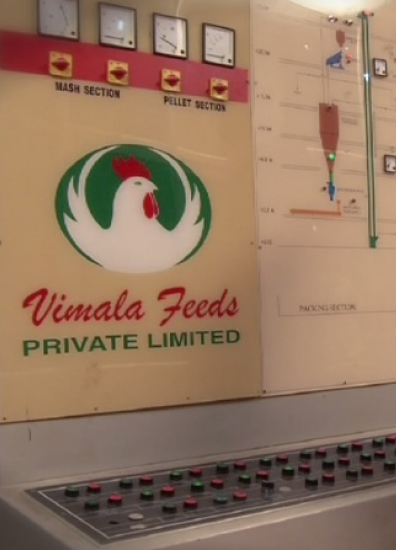 MASH SECTION
PELLET SECTION
Vimala Feeds
PRIVATE LIMITED
PACKING SECTION